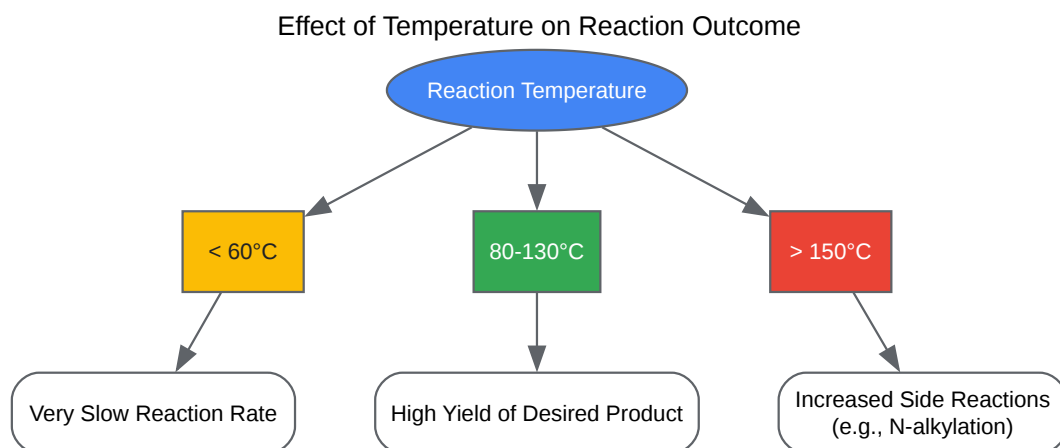 Effect of Temperature on Reaction Outcome
Reaction Temperature
< 60°C
80-130°C
> 150°C
Very Slow Reaction Rate
High Yield of Desired Product
Increased Side Reactions
(e.g., N-alkylation)